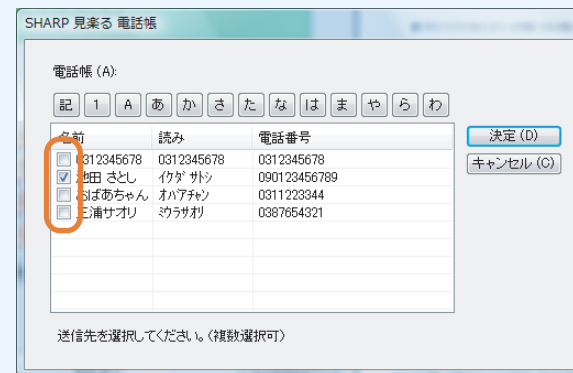 SHARP 見楽る 電話帳
電話帳 (A):
記 1 A あ か さ た な は ま や ら わ
名前 読み 電話番号
0312345678 0312345678 0312345678
池田 さとし ｲｹﾀﾞ ｻﾄｼ 090123456789
おばあちゃん ｵﾊﾞｱﾁｬﾝ 0311223344
三浦サオリ ﾐｳﾗｻｵﾘ 0387654321
決定 (D)
キャンセル (C)
送信先を選択してください。(複数選択可)